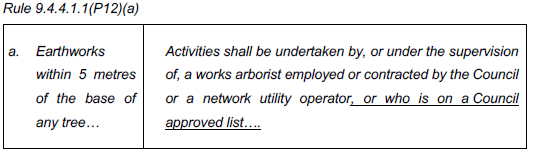 Rule 9.4.4.1.1(P12)(a)
a. Earthworks within 5 metres of the base of any tree…
Activities shall be undertaken by, or under the supervision
of, a works arborist employed or contracted by the Council
or a network utility operator, or who is on a Council
approved list….